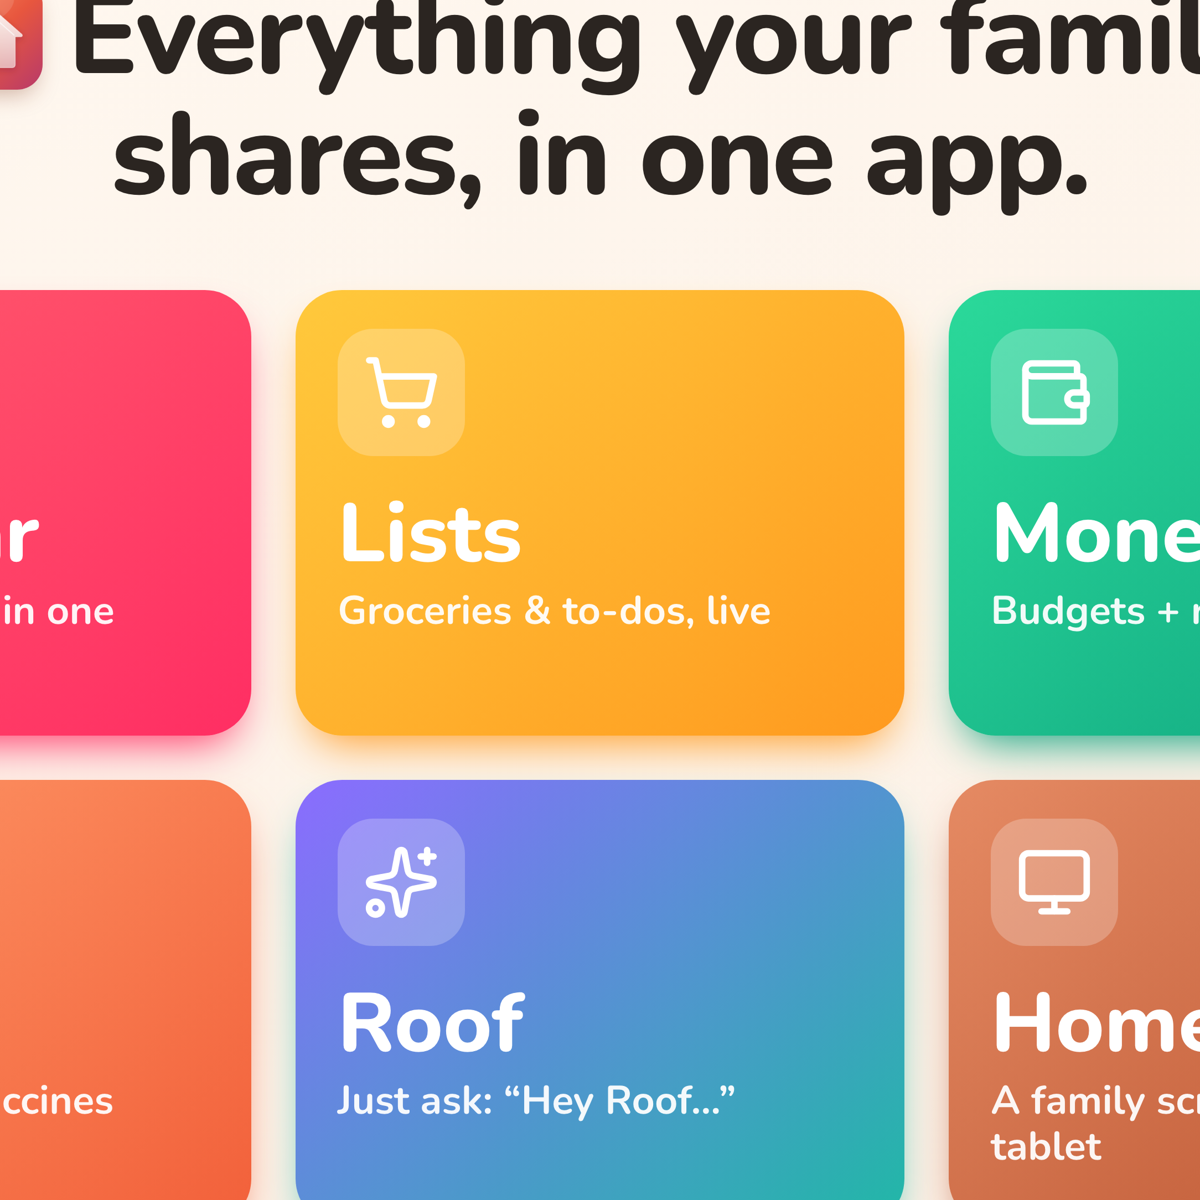 Everything your famil
shares, in one app.
r
in one
Lists
Groceries & to-dos, live
Mone
Budgets +
ccines
Roof
Just ask: “Hey Roof...”
Home
A family scr
tablet